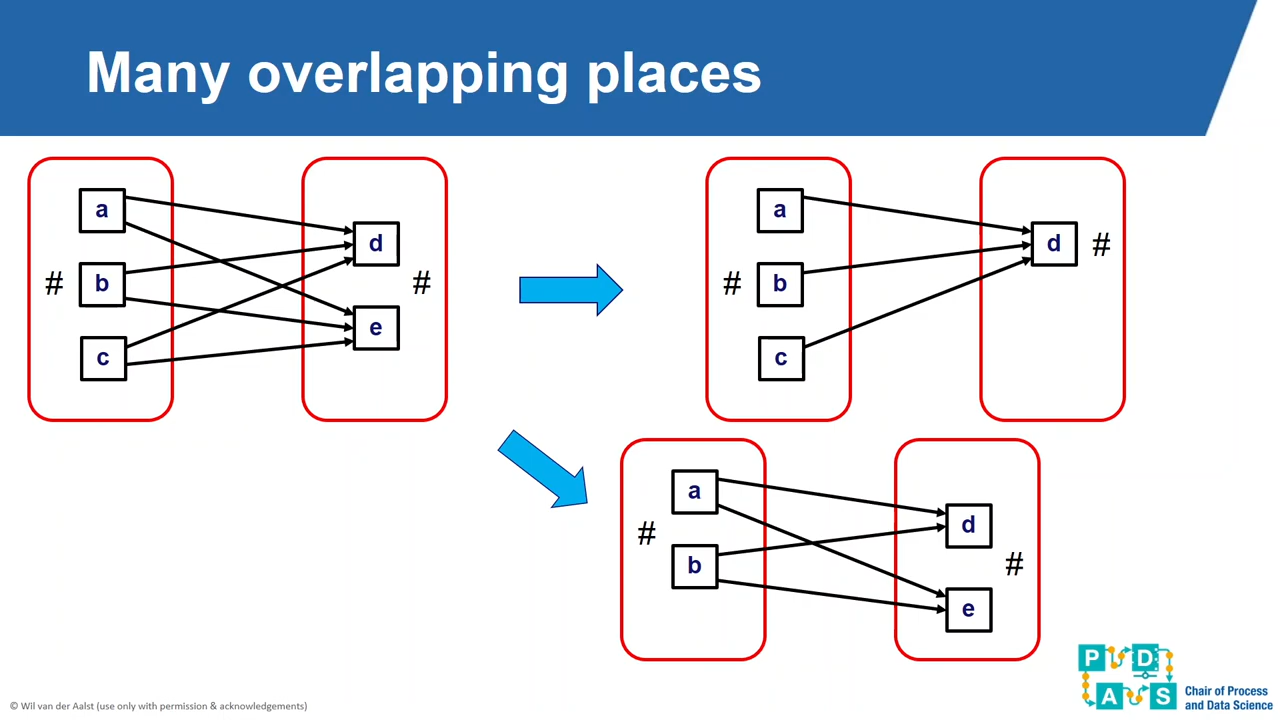 Many overlapping places
a
b
c
#
d
e
#
a
b
c
#
d
#
a
b
#
d
e
#
© Wil van der Aalst (use only with permission & acknowledgements)
P D
A S
Chair of Process
and Data Science